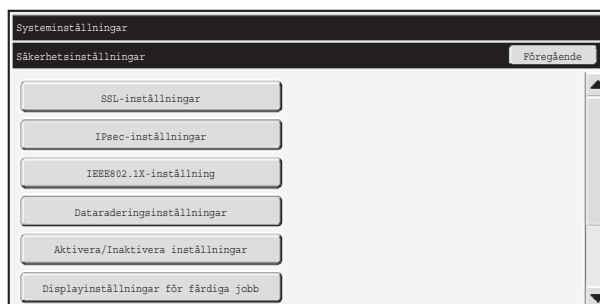 Systeminställningar
Säkerhetsinställningar
Föregående
SSL-inställningar
IPsec-inställningar
IEEE802.1X-inställning
Dataraderingsinställningar
Aktivera/Inaktivera inställningar
Displayinställningar för färdiga jobb